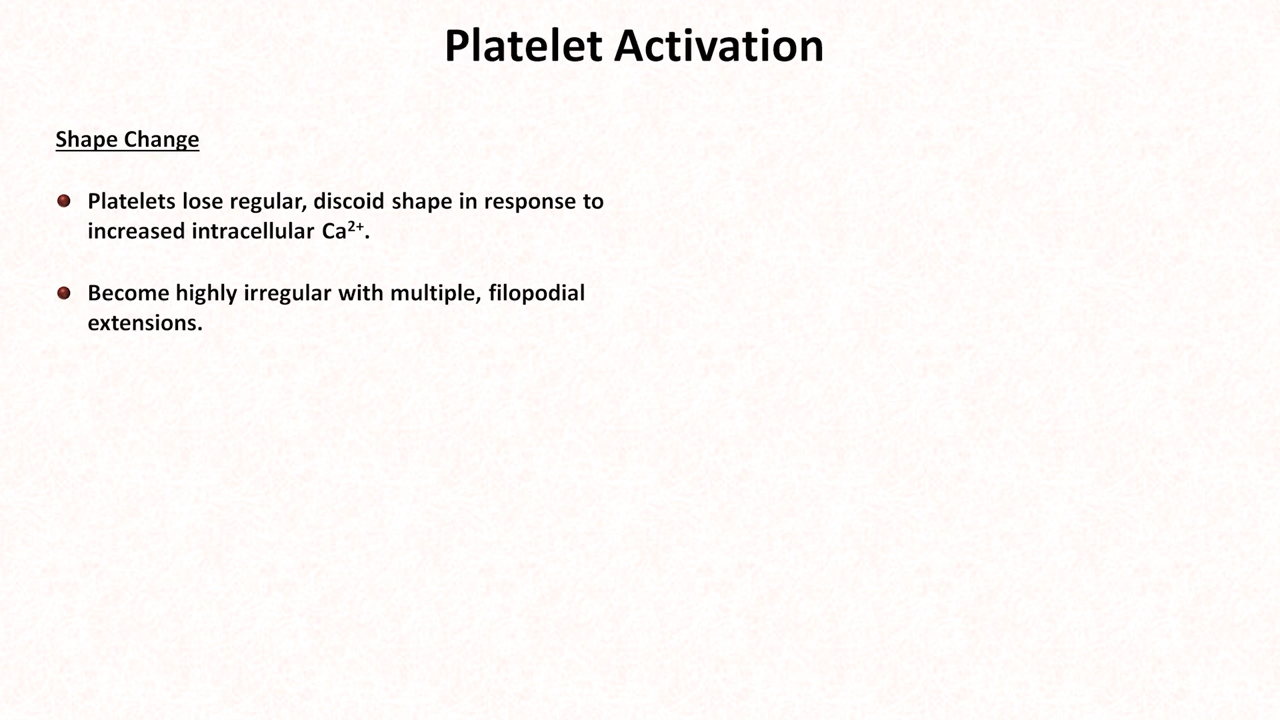 Platelet Activation
Shape Change
Platelets lose regular, discoid shape in response to
increased intracellular Ca²⁺.
Become highly irregular with multiple, filopodial
extensions.